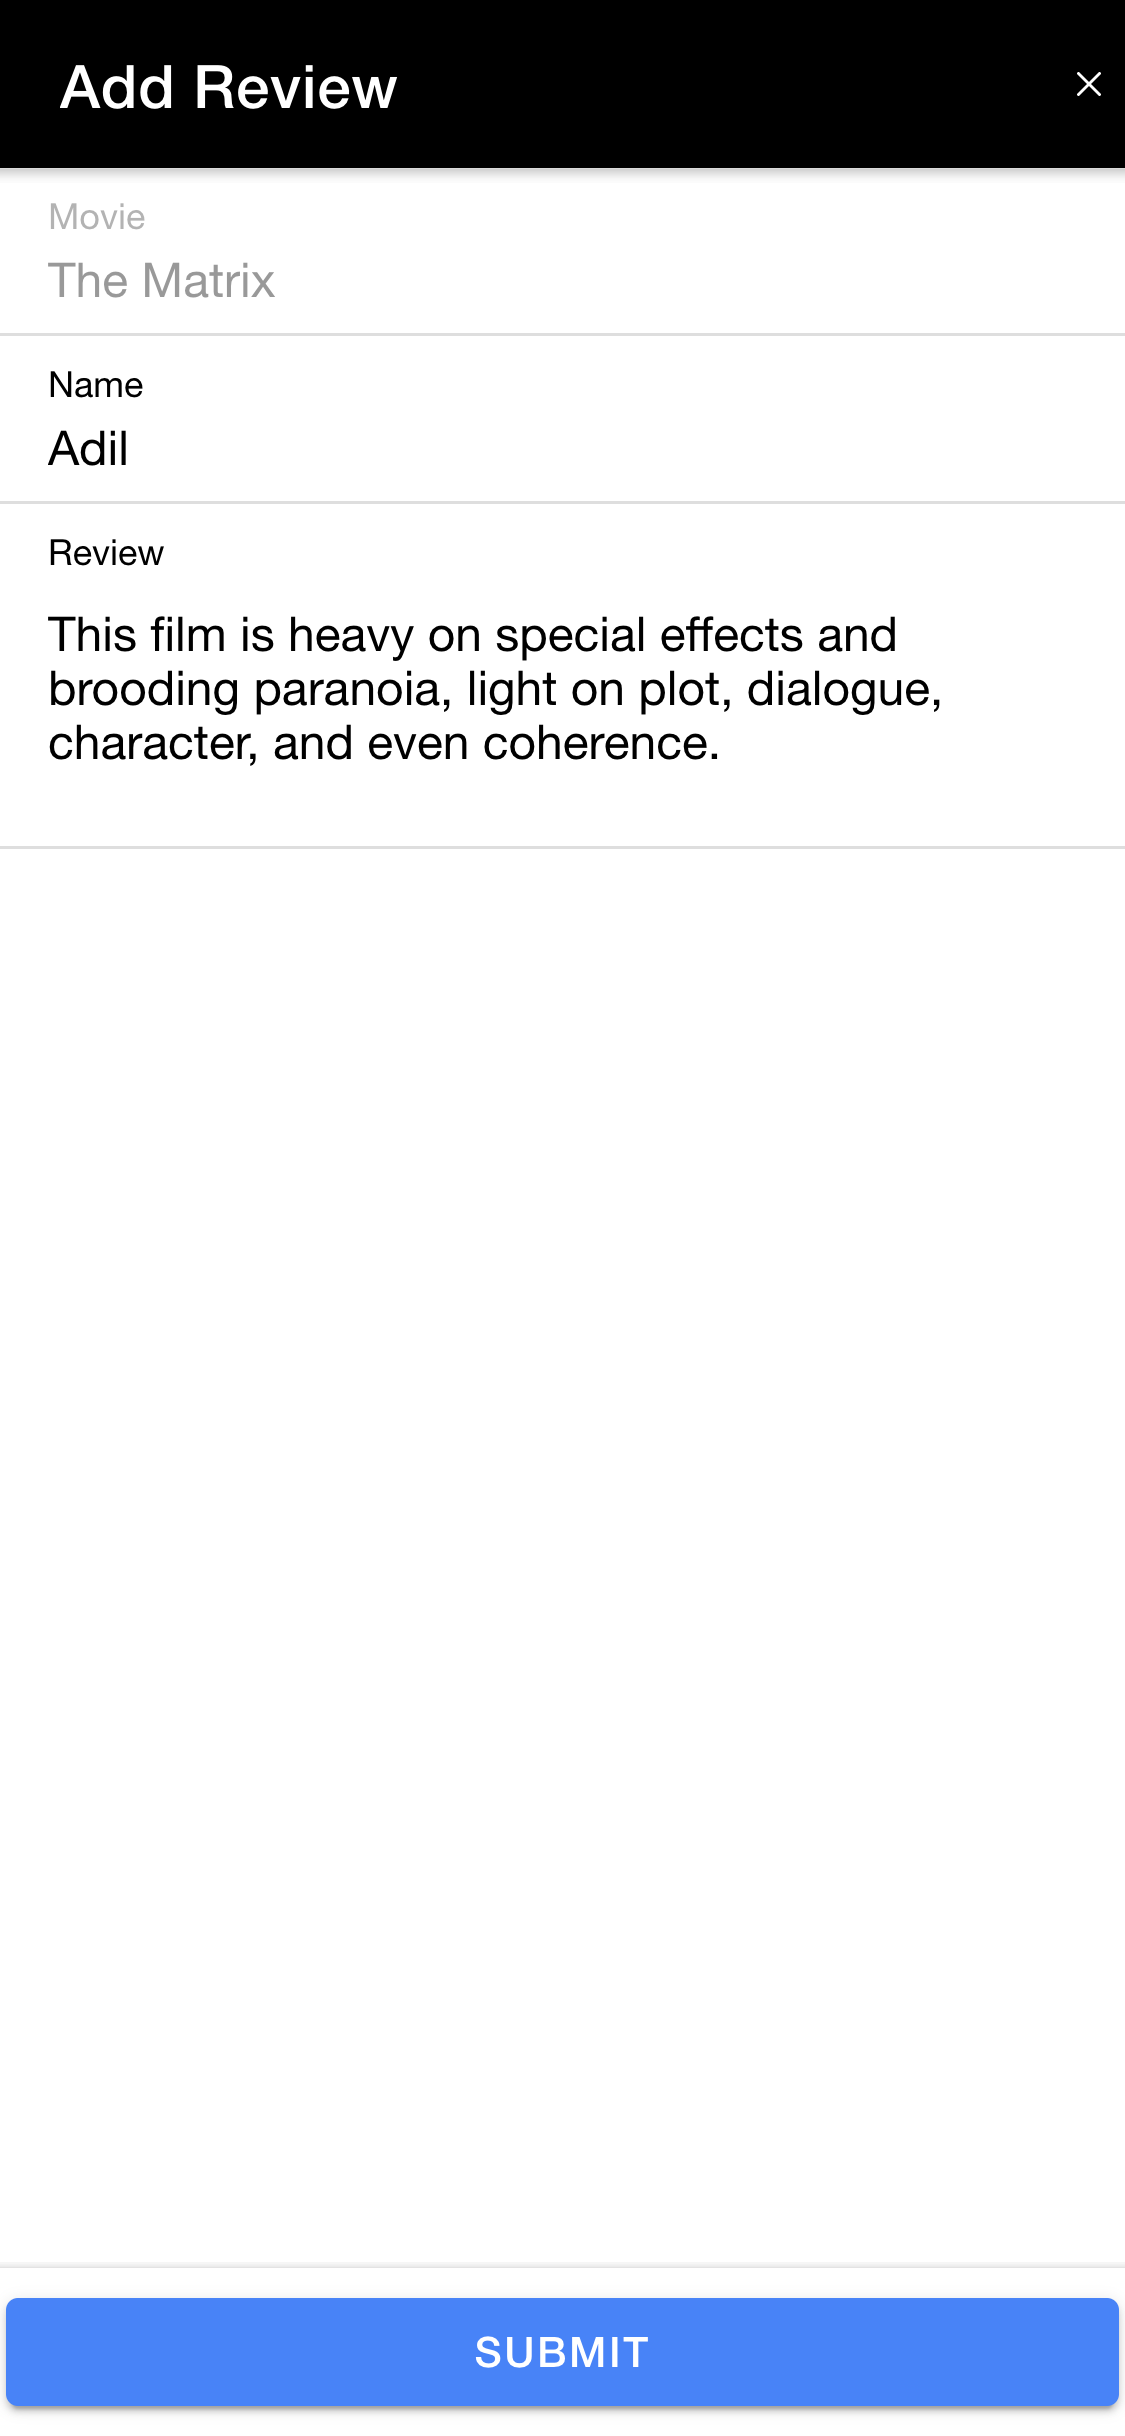 Add Review
Movie
The Matrix
Name
Adil
Review
This film is heavy on special effects and
brooding paranoia, light on plot, dialogue,
character, and even coherence.
SUBMIT